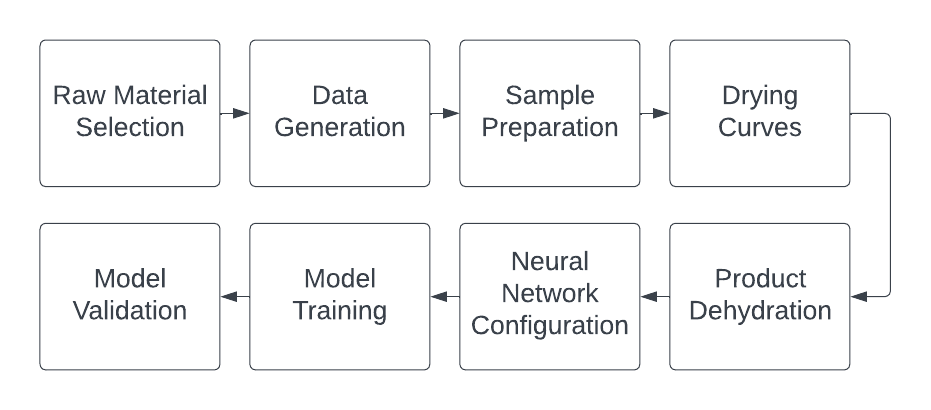 Raw Material
Selection
Data
Generation
Sample
Preparation
Drying
Curves
Product
Dehydration
Neural
Network
Configuration
Model
Training
Model
Validation